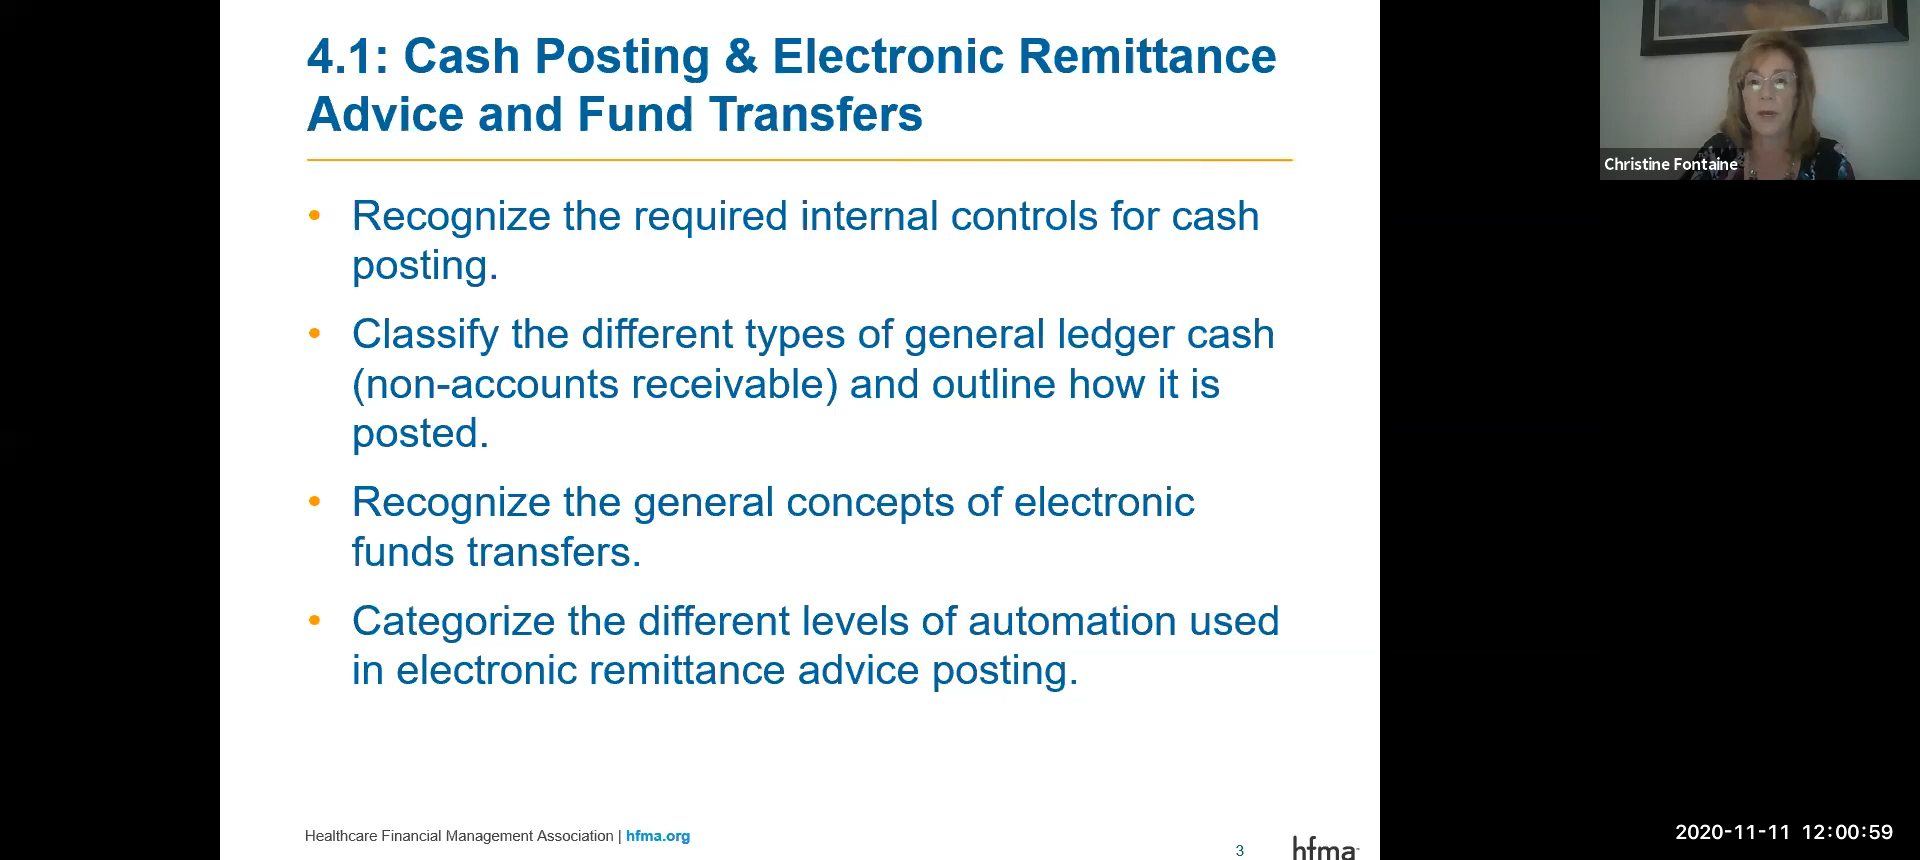 4.1: Cash Posting & Electronic Remittance
Advice and Fund Transfers
• Recognize the required internal controls for cash
posting.
• Classify the different types of general ledger cash
(non-accounts receivable) and outline how it is
posted.
• Recognize the general concepts of electronic
funds transfers.
• Categorize the different levels of automation used
in electronic remittance advice posting.
Healthcare Financial Management Association | hfma.org
3
hfma
Christine Fontaine
2020-11-11 12:00:59